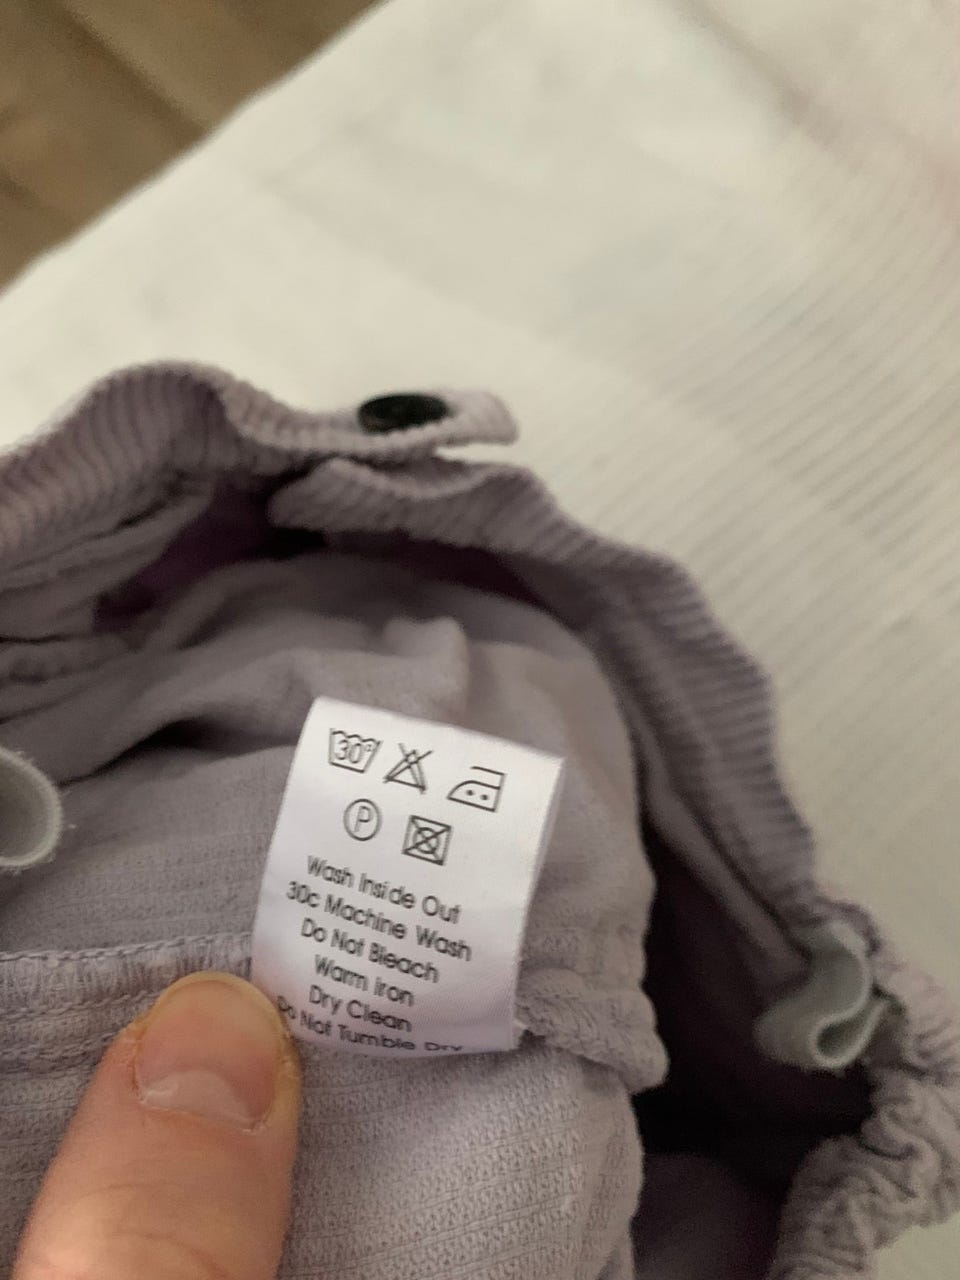 30°
P
Wash Inside Out
30c Machine Wash
Do Not Bleach
Warm Iron
Dry Clean
Do Not Tumble Dry